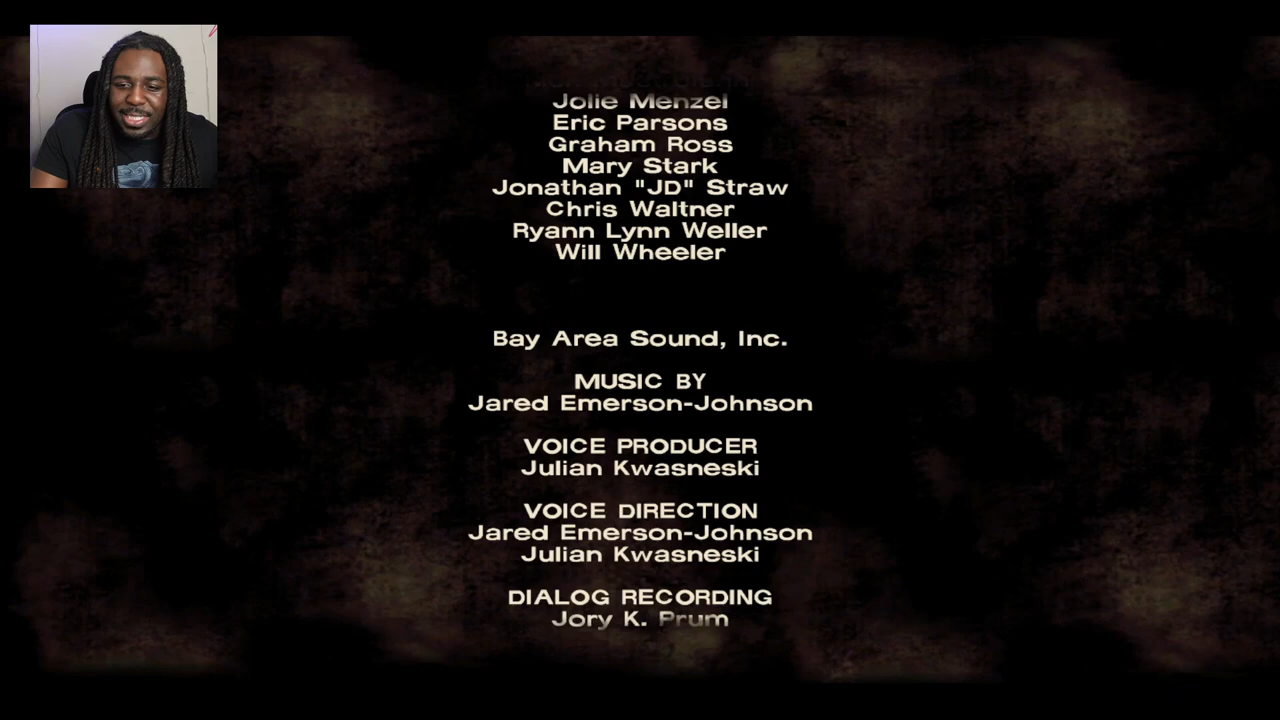 Jolie Menzel
Eric Parsons
Graham Ross
Mary Stark
Jonathan "JD" Straw
Chris Waltner
Ryann Lynn Weller
Will Wheeler
Bay Area Sound, Inc.
MUSIC BY
Jared Emerson-Johnson
VOICE PRODUCER
Julian Kwasneski
VOICE DIRECTION
Jared Emerson-Johnson
Julian Kwasneski
DIALOG RECORDING
Jory K. Prum